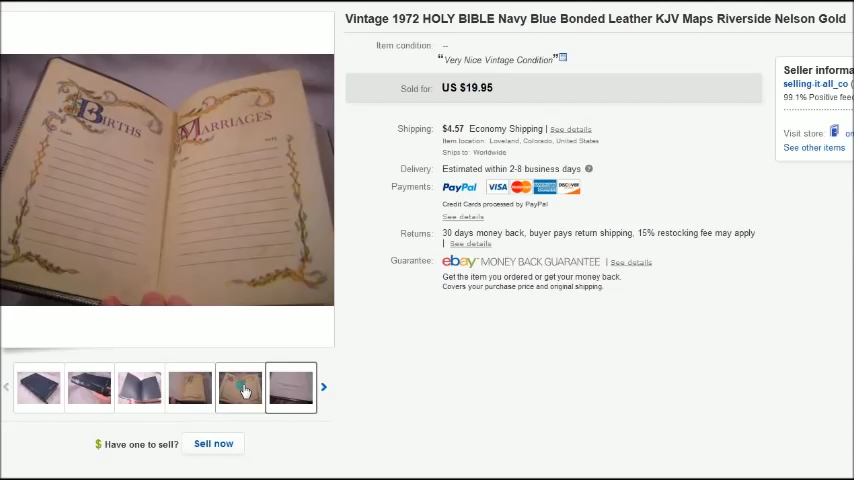 Vintage 1972 HOLY BIBLE Navy Blue Bonded Leather KJV Maps Riverside Nelson Gold
Item condition: --
"Very Nice Vintage Condition"
Sold for: US $19.95
Shipping: $4.57 Economy Shipping | See details
Item location: Loveland, Colorado, United States
Ships to: Worldwide
Delivery: Estimated within 2-8 business days
Payments: PayPal VISA MasterCard AMERICAN EXPRESS DISCOVER
Credit Cards processed by PayPal
See details
Returns: 30 days money back, buyer pays return shipping, 15% restocking fee may apply
| See details
Guarantee: ebay MONEY BACK GUARANTEE | See details
Get the item you ordered or get your money back.
Covers your purchase price and original shipping.
Seller informa
selling-it-all_co (
99.1% Positive fee
Visit store: on
See other items
BIRTHS
MARRIAGES
$ Have one to sell? Sell now